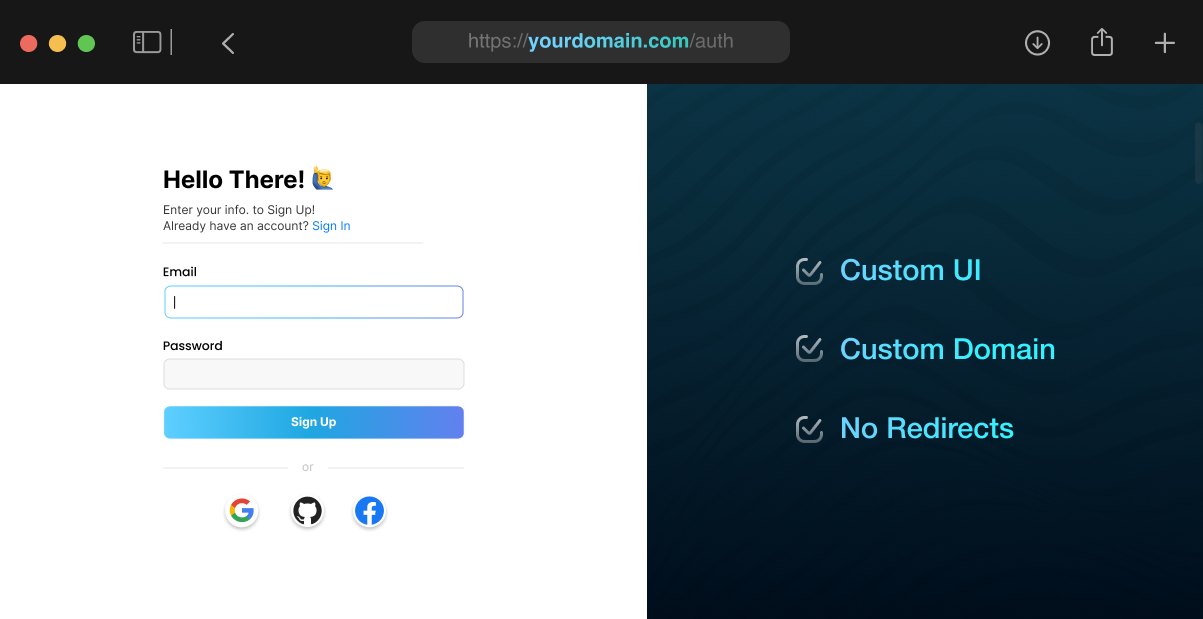 https://yourdomain.com/auth
Hello There! 🙋‍♂️
Enter your info. to Sign Up!
Already have an account? Sign In
Email
Password
Sign Up
or
Custom UI
Custom Domain
No Redirects